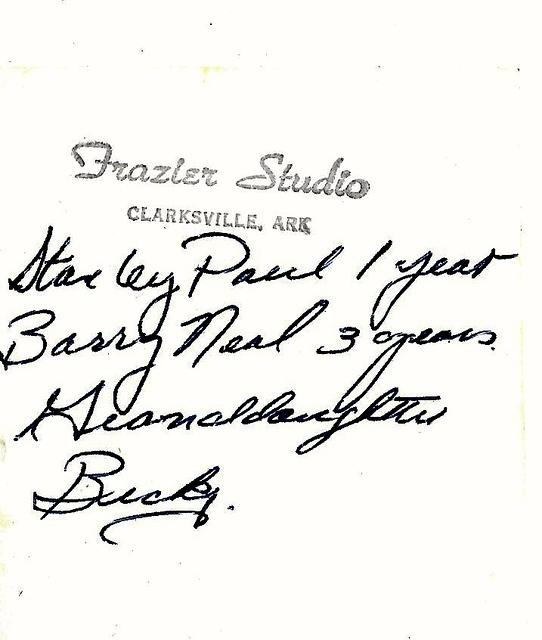 Frazier Studio
CLARKSVILLE, ARK
Stanley Paul 1 year
Barry Neal 3 years
Granddaughter
Bucky.